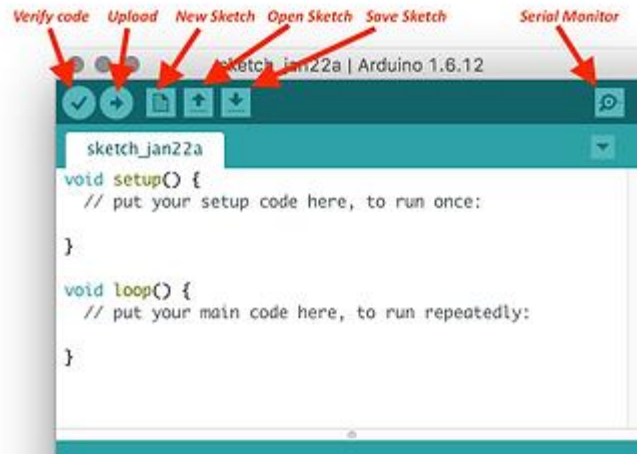 Verify code Upload New Sketch Open Sketch Save Sketch Serial Monitor
sketch_jan22a | Arduino 1.6.12
sketch_jan22a
void setup() {
// put your setup code here, to run once:
}
void loop() {
// put your main code here, to run repeatedly:
}